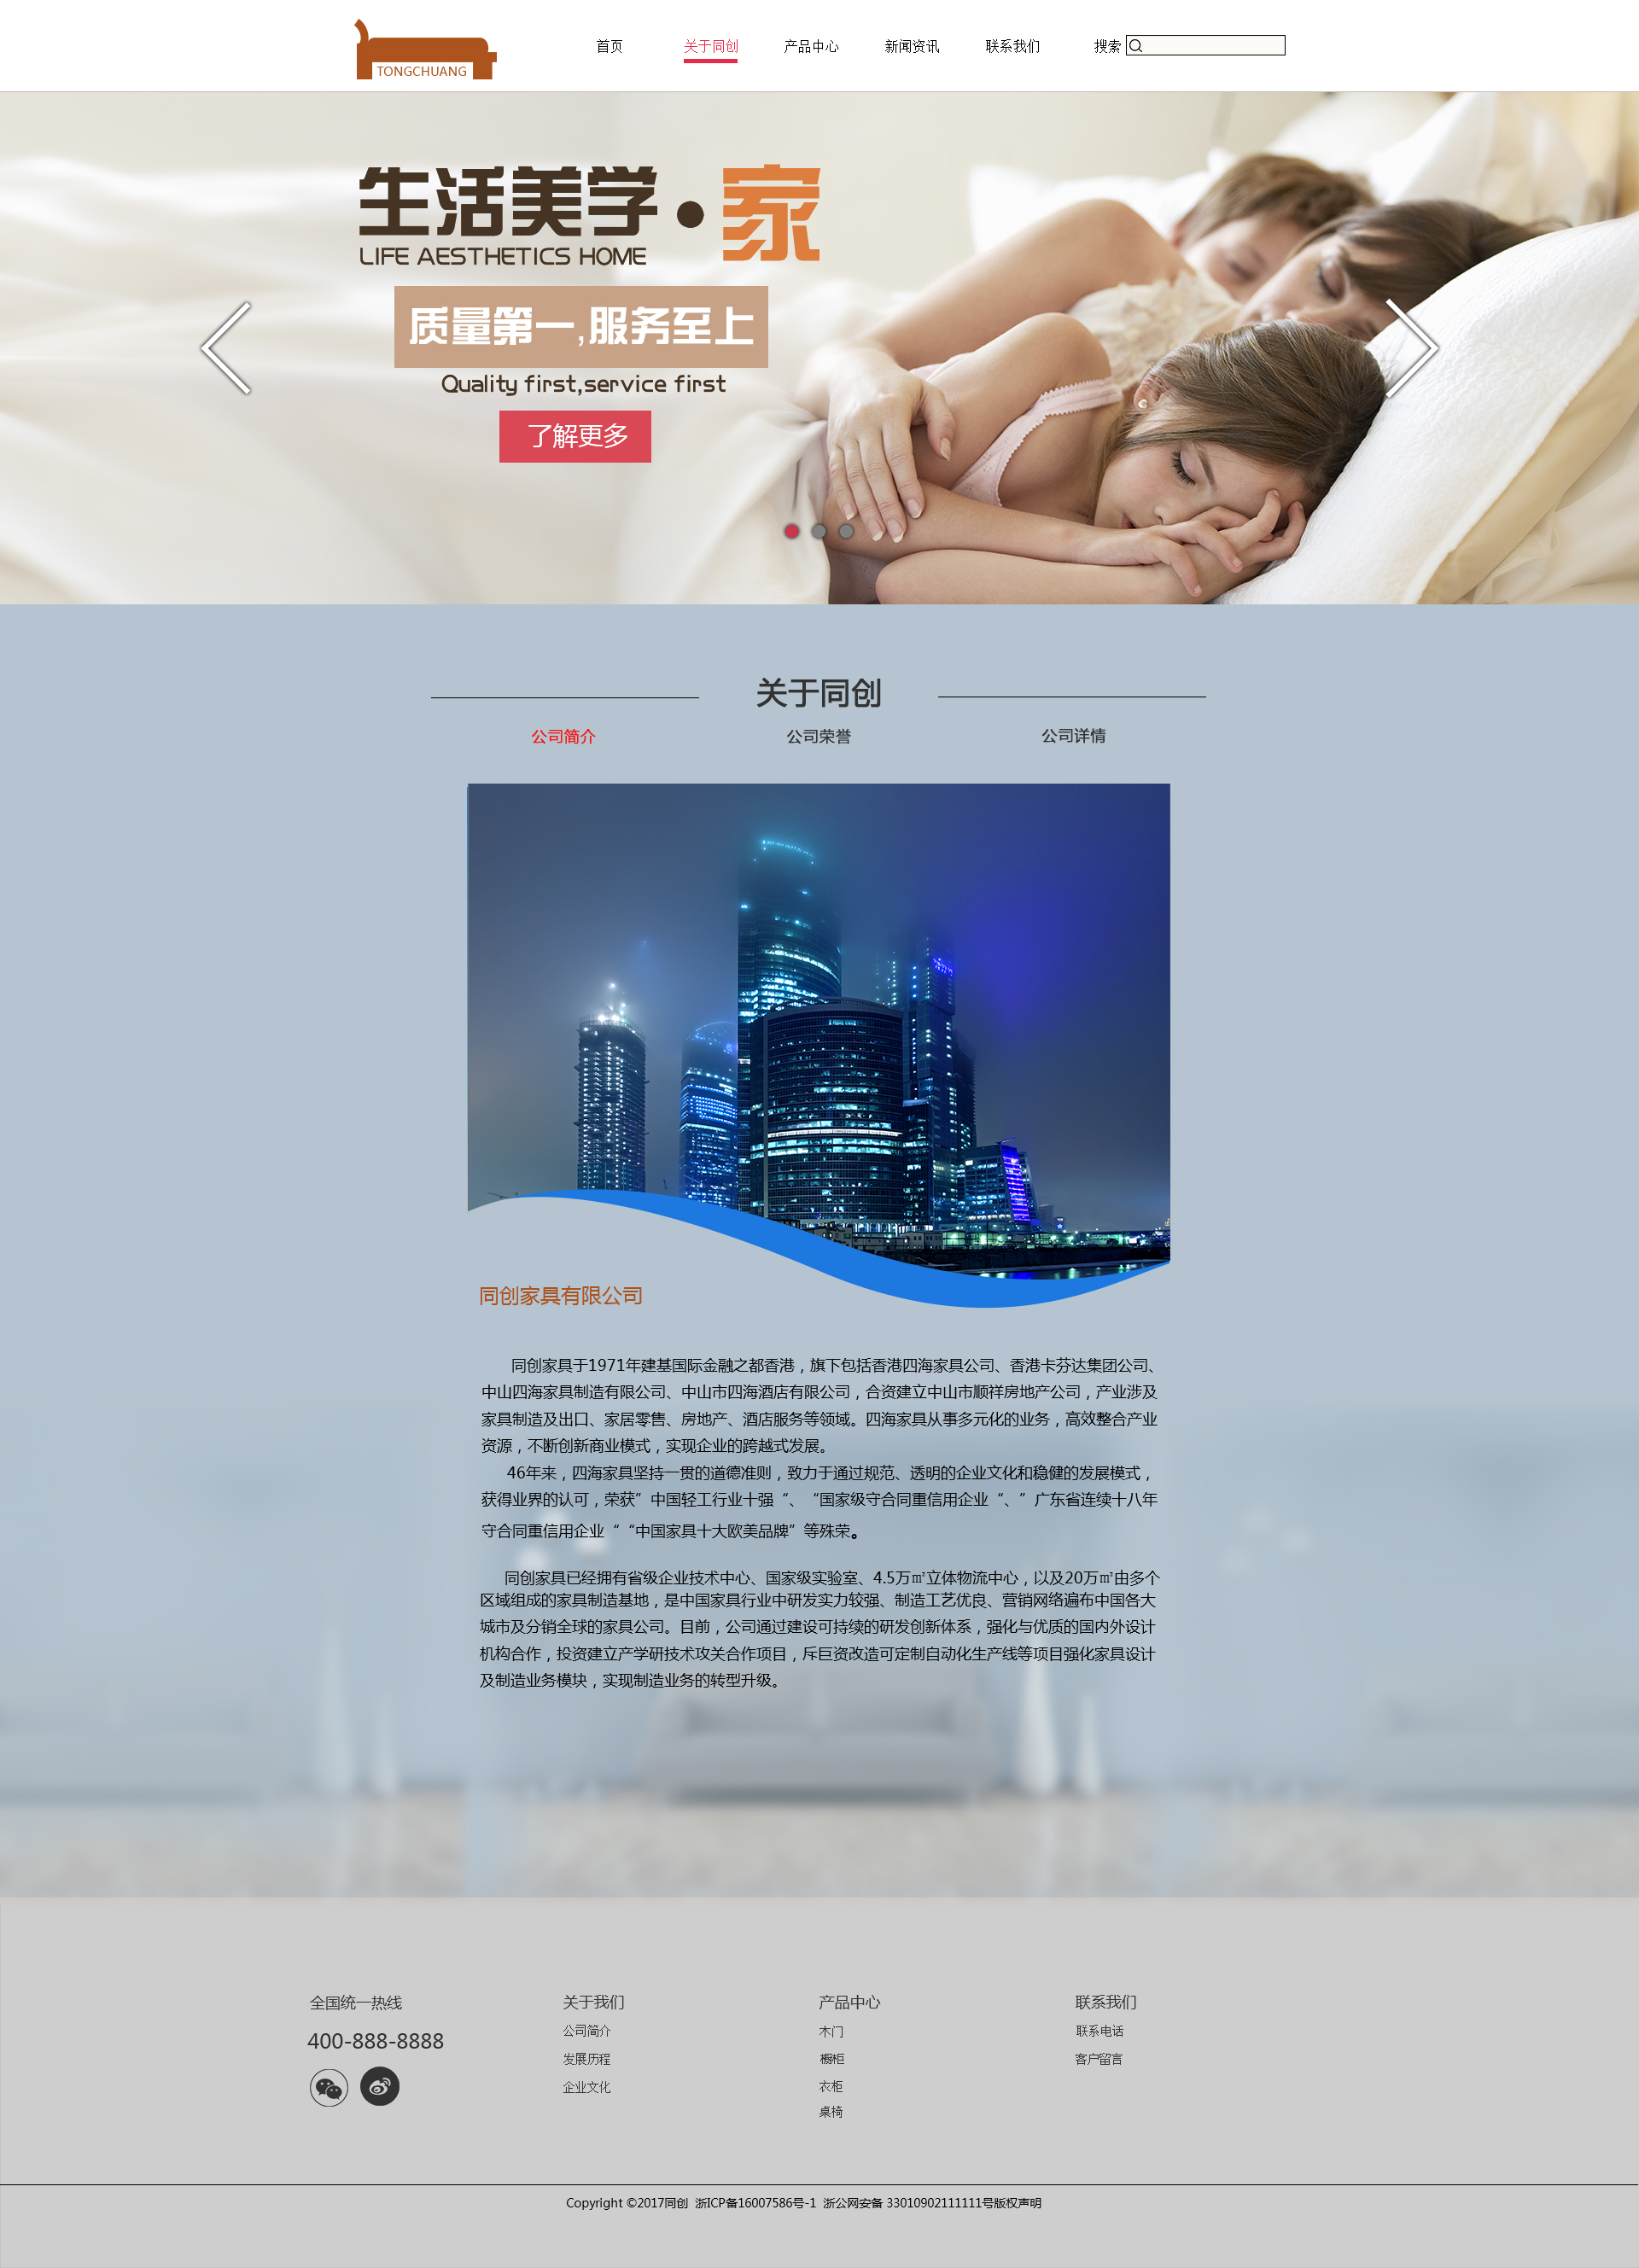 TONGCHUANG
首页 关于同创 产品中心 新闻资讯 联系我们 搜索
生活美学·家
LIFE AESTHETICS HOME
质量第一,服务至上
Quality first,service first
了解更多
关于同创
公司简介 公司荣誉 公司详情
同创家具有限公司
同创家具于1971年建基国际金融之都香港，旗下包括香港四海家具公司、香港卡芬达集团公司、
中山四海家具制造有限公司、中山市四海酒店有限公司，合资建立中山市顺祥房地产公司，产业涉及
家具制造及出口、家居零售、房地产、酒店服务等领域。四海家具从事多元化的业务，高效整合产业
资源，不断创新商业模式，实现企业的跨越式发展。
46年来，四海家具坚持一贯的道德准则，致力于通过规范、透明的企业文化和稳健的发展模式，
获得业界的认可，荣获”中国轻工行业十强“、“国家级守合同重信用企业“、”广东省连续十八年
守合同重信用企业““中国家具十大欧美品牌”等殊荣。
同创家具已经拥有省级企业技术中心、国家级实验室、4.5万㎡立体物流中心，以及20万㎡由多个
区域组成的家具制造基地，是中国家具行业中研发实力较强、制造工艺优良、营销网络遍布中国各大
城市及分销全球的家具公司。目前，公司通过建设可持续的研发创新体系，强化与优质的国内外设计
机构合作，投资建立产学研技术攻关合作项目，斥巨资改造可定制自动化生产线等项目强化家具设计
及制造业务模块，实现制造业务的转型升级。
全国统一热线 关于我们 产品中心 联系我们
公司简介 木门 联系电话
400-888-8888
发展历程 橱柜 客户留言
企业文化 衣柜
桌椅
Copyright ©2017同创 浙ICP备16007586号-1 浙公网安备 33010902111111号版权声明